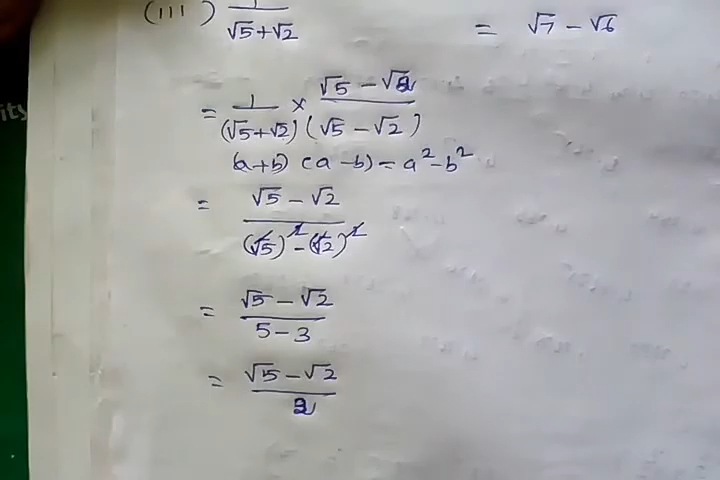 (III) 1/(√5+√2)
= √7 - √6
= 1/(√5+√2) × (√5 - √2)/(√5 - √2)
(a+b) (a-b) = a² - b²
= (√5 - √2)/((√5)² - (√2)²)
= (√5 - √2)/(5 - 3)
= (√5 - √2)/